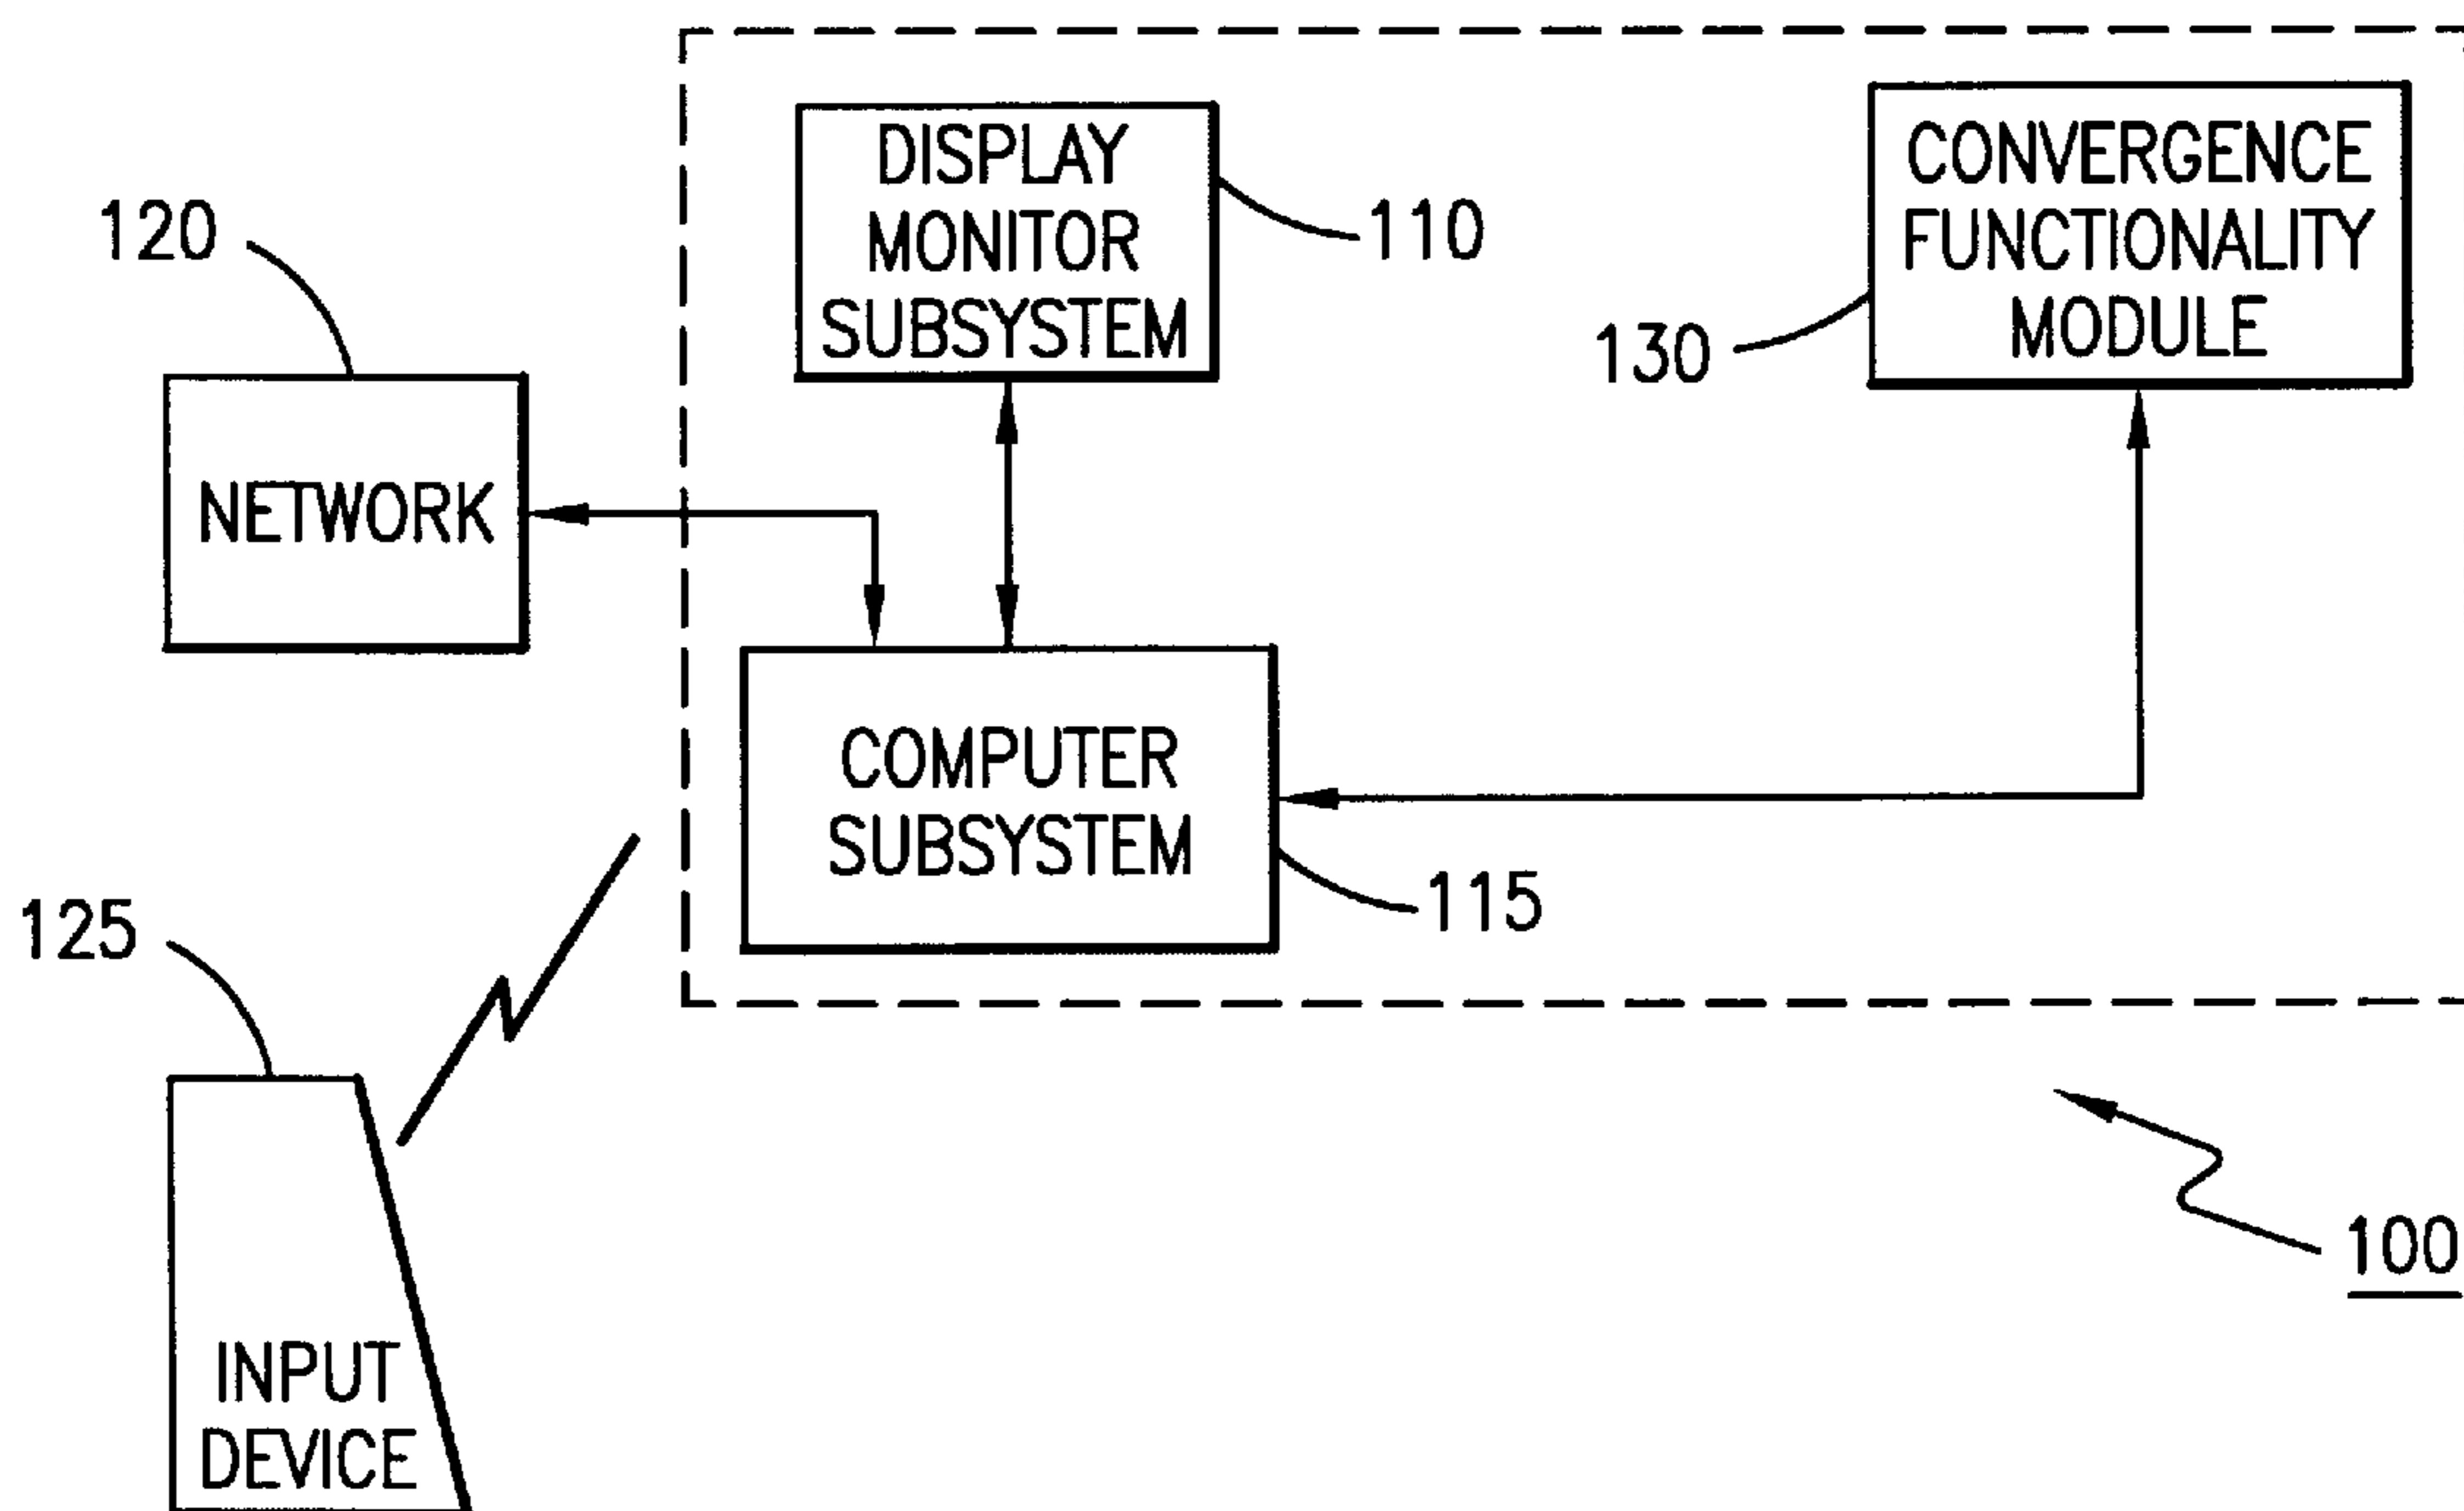 DISPLAY
MONITOR
SUBSYSTEM
110
CONVERGENCE
FUNCTIONALITY
MODULE
130
120
NETWORK
COMPUTER
SUBSYSTEM
115
125
INPUT
DEVICE
100